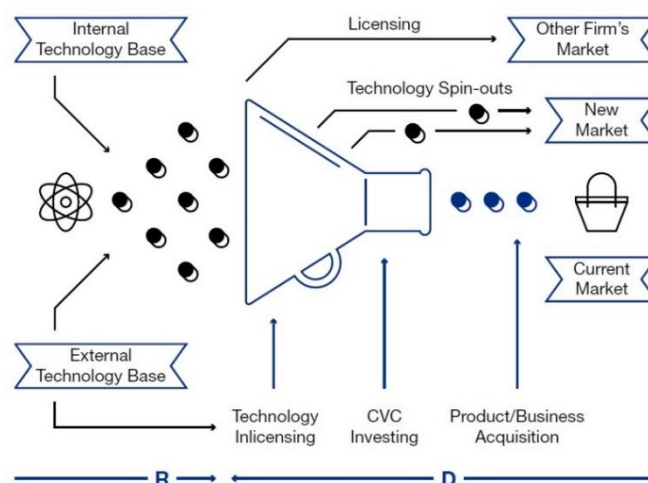 Internal
Technology Base
Licensing
Other Firm's
Market
Technology Spin-outs
New
Market
Current
Market
External
Technology Base
Technology
Inlicensing
CVC
Investing
Product/Business
Acquisition
R
D